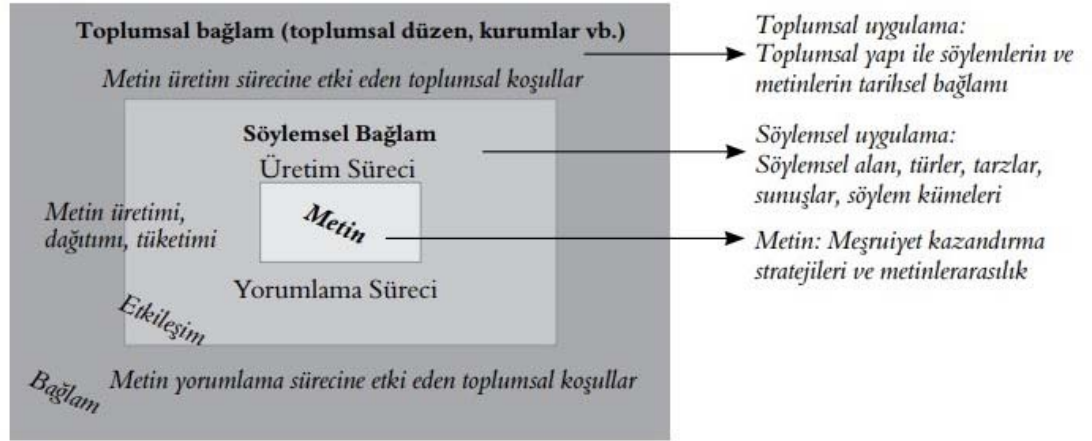 Toplumsal bağlam (toplumsal düzen, kurumlar vb.)
Metin üretim sürecine etki eden toplumsal koşullar
Söylemsel Bağlam
Üretim Süreci
Metin
Metin üretimi,
dağıtımı, tüketimi
Yorumlama Süreci
Etkileşim
Bağlam
Metin yorumlama sürecine etki eden toplumsal koşullar
Toplumsal uygulama:
Toplumsal yapı ile söylemlerin ve
metinlerin tarihsel bağlamı
Söylemsel uygulama:
Söylemsel alan, türler, tarzlar,
sunuşlar, söylem kümeleri
Metin: Meşruiyet kazandırma
stratejileri ve metinlerarasılık